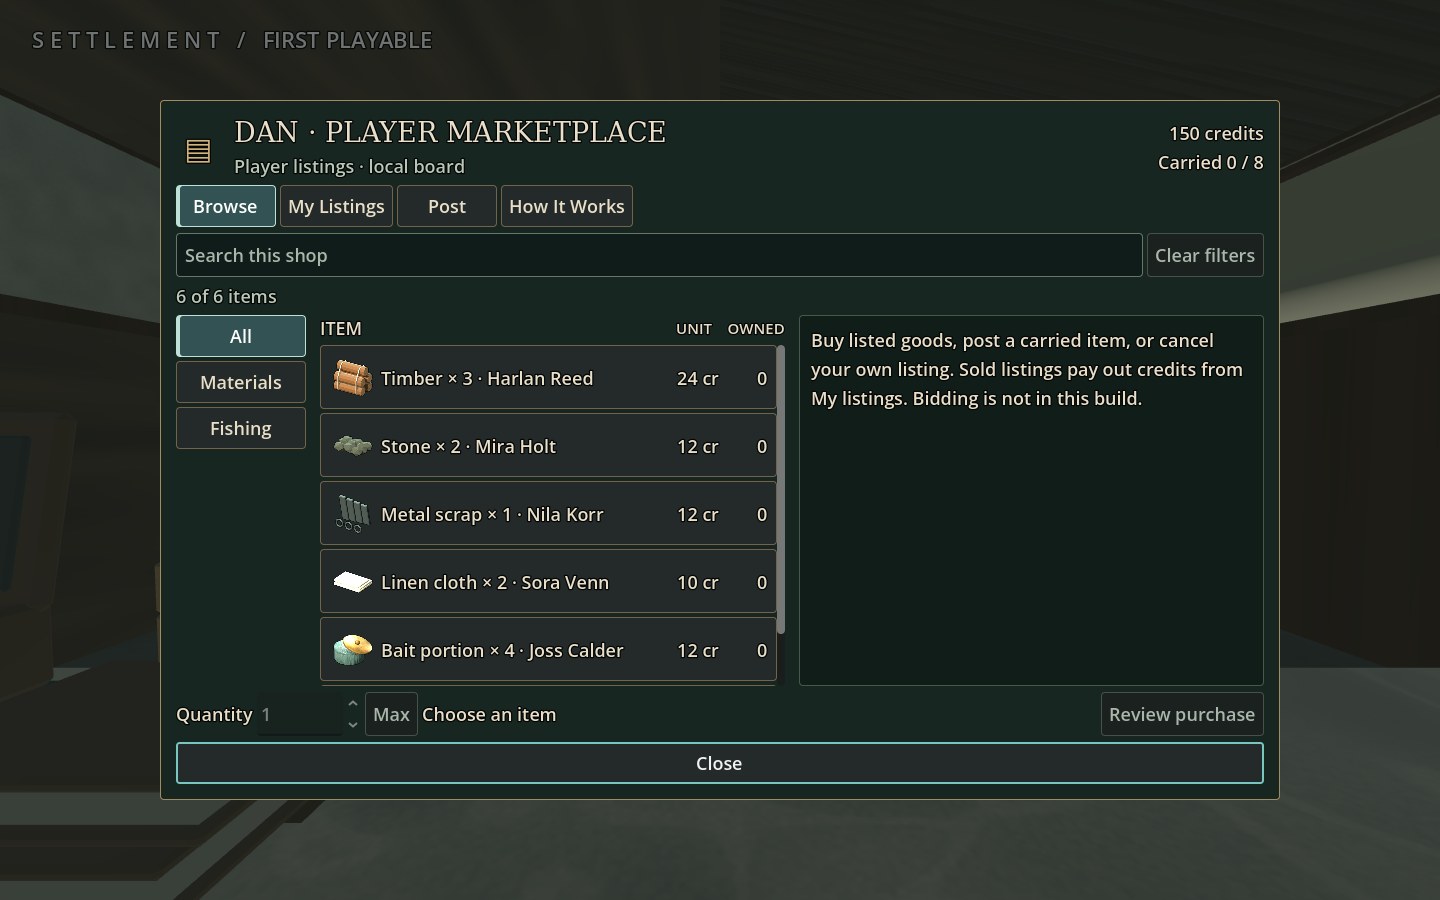 SETTLEMENT / FIRST PLAYABLE
DAN · PLAYER MARKETPLACE
Player listings · local board
150 credits
Carried 0 / 8
Browse
My Listings
Post
How It Works
Search this shop
Clear filters
6 of 6 items
All
Materials
Fishing
ITEM UNIT OWNED
Timber × 3 · Harlan Reed 24 cr 0
Stone × 2 · Mira Holt 12 cr 0
Metal scrap × 1 · Nila Korr 12 cr 0
Linen cloth × 2 · Sora Venn 10 cr 0
Bait portion × 4 · Joss Calder 12 cr 0
Buy listed goods, post a carried item, or cancel
your own listing. Sold listings pay out credits from
My listings. Bidding is not in this build.
Quantity 1 Max Choose an item
Review purchase
Close